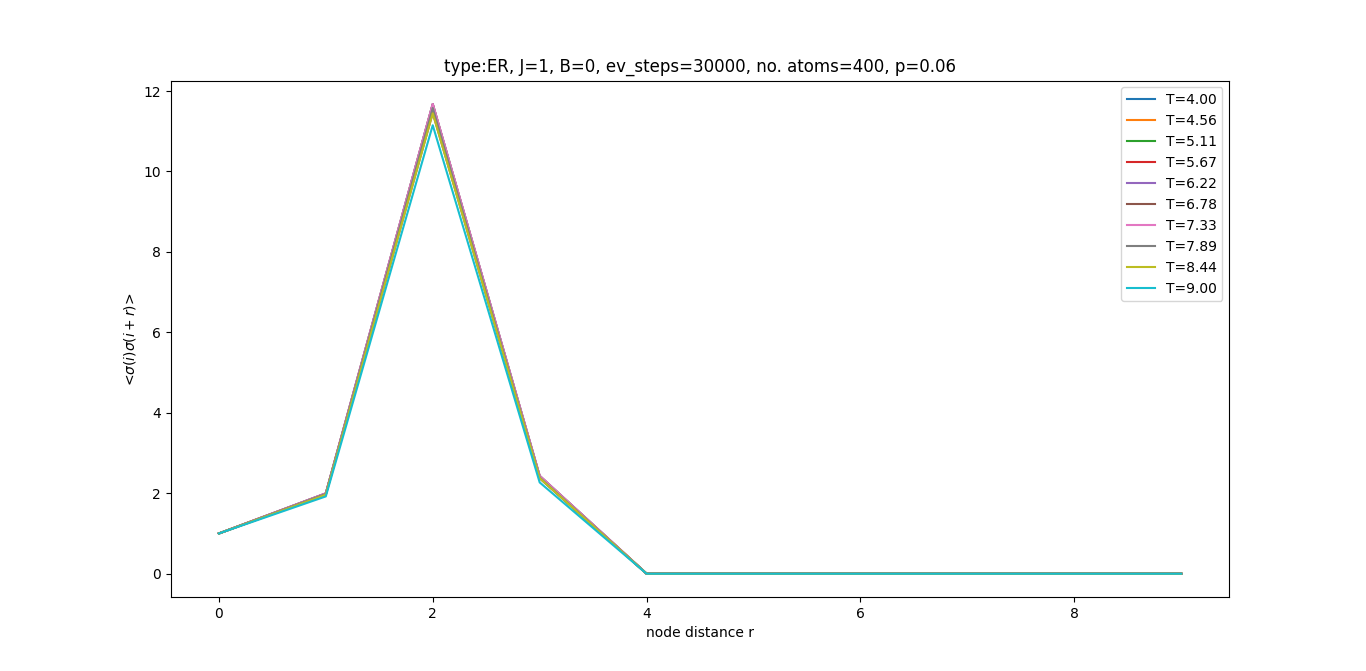 type:ER, J=1, B=0, ev_steps=30000, no. atoms=400, p=0.06
12
10
8
6
4
2
0
<σ(i)σ(i + r)>
0 2 4 6 8
node distance r
T=4.00
T=4.56
T=5.11
T=5.67
T=6.22
T=6.78
T=7.33
T=7.89
T=8.44
T=9.00